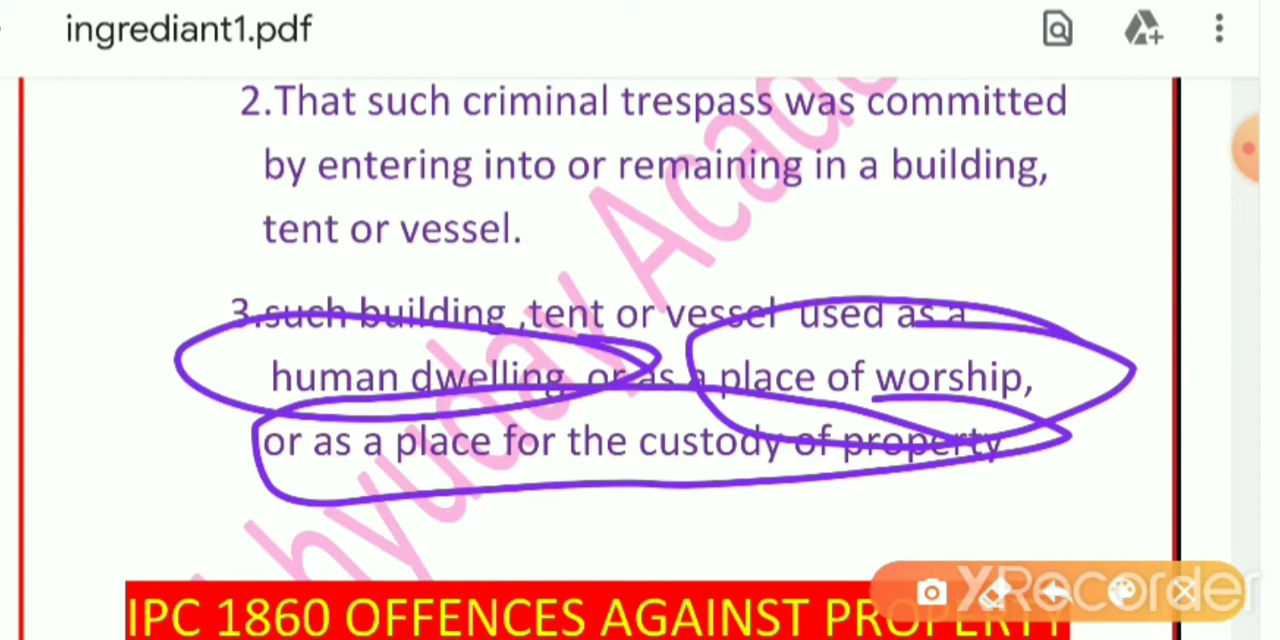 ingrediant1.pdf
2.That such criminal trespass was committed
by entering into or remaining in a building,
tent or vessel.
3.such building ,tent or vessel used as a
human dwelling or as a place of worship,
or as a place for the custody of property
IPC 1860 OFFENCES AGAINST PROPERTY
XRecorder